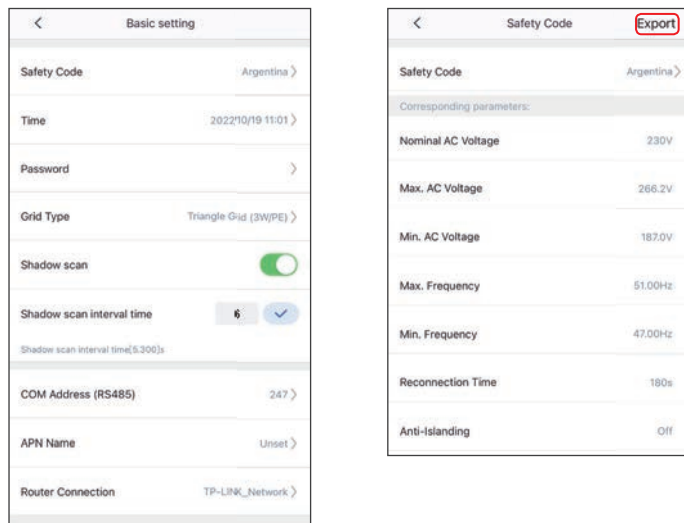 Basic setting
Safety Code Argentina
Time 2022/10/19 11:01
Password
Grid Type Triangle Grid (3W/PE)
Shadow scan
Shadow scan interval time 6
Shadow scan interval time[5,300]s
COM Address (RS485) 247
APN Name Unset
Router Connection TP-LINK_Network
Safety Code Export
Safety Code Argentina
Corresponding parameters:
Nominal AC Voltage 230V
Max. AC Voltage 266.2V
Min. AC Voltage 187.0V
Max. Frequency 51.00Hz
Min. Frequency 47.00Hz
Reconnection Time 180s
Anti-Islanding Off